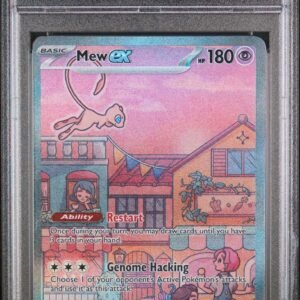 BASIC
Mew ex HP 180
Ability Restart
Once during your turn, you may draw cards until you have
3 cards in your hand.
Genome Hacking
Choose 1 of your opponent's Active Pokémon's attacks
and use it as this attack.